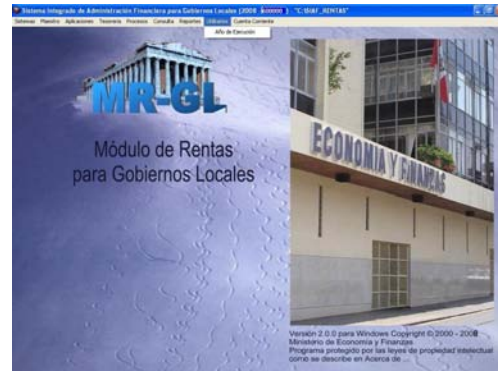 Sistema Integrado de Administración Financiera para Gobiernos Locales (2008 - 600000) : "C:\SIAF_RENTAS"
Sistemas Maestro Aplicaciones Tesorería Procesos Consulta Reportes Utilitarios Cuenta Corriente
Año de Ejecución
MR-GL
Módulo de Rentas
para Gobiernos Locales
ECONOMIA Y FINANZAS
Versión 2.0.0 para Windows Copyright © 2000 - 2008
Ministerio de Economía y Finanzas
Programa protegido por las leyes de propiedad intelectual
como se describe en Acerca de ...